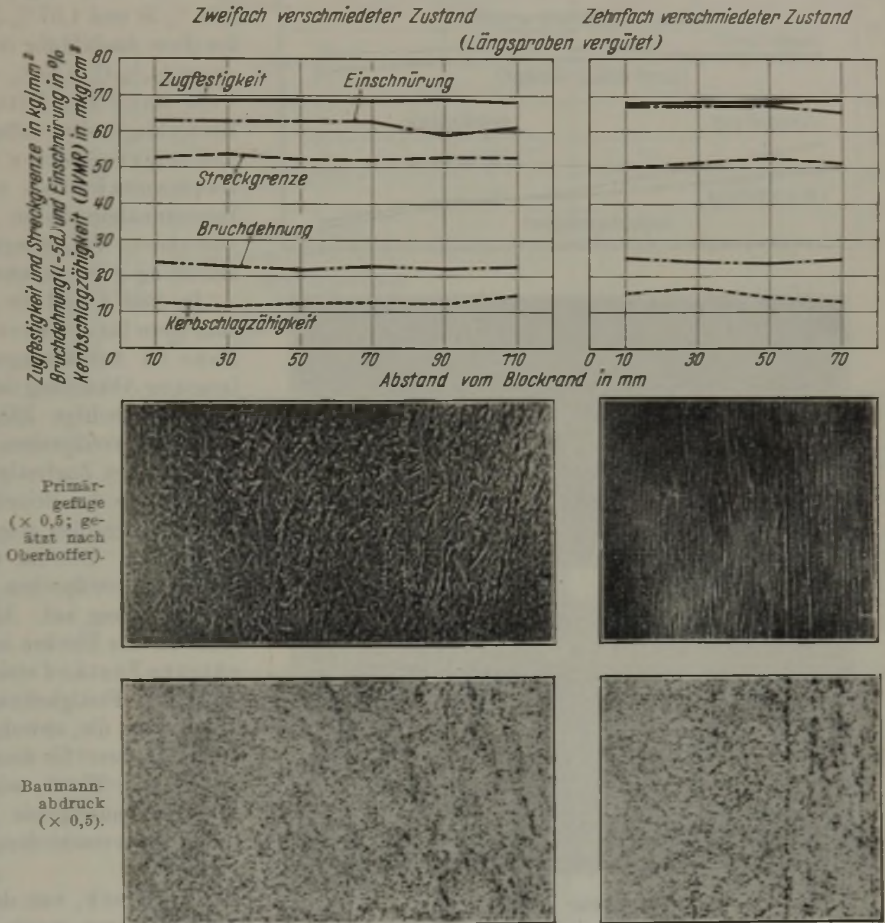 Zweifach verschmiedeter Zustand
Zehnfach verschmiedeter Zustand
(Längsproben vergütet)
Zugfestigkeit und Streckgrenze in kg/mm²
Bruchdehnung (L-5d.) und Einschnürung in %
Kerbschlagzähigkeit (DVMR) in mkg/cm²
80
70
60
50
40
30
20
10
0
Zugfestigkeit
Einschnürung
Streckgrenze
Bruchdehnung
Kerbschlagzähigkeit
10 30 50 70 90 110 0 10 30 50 70
Abstand vom Blockrand in mm
Primär-
gefüge
(× 0,5; ge-
ätzt nach
Oberhoffer).
Baumann-
abdruck
(× 0,5).